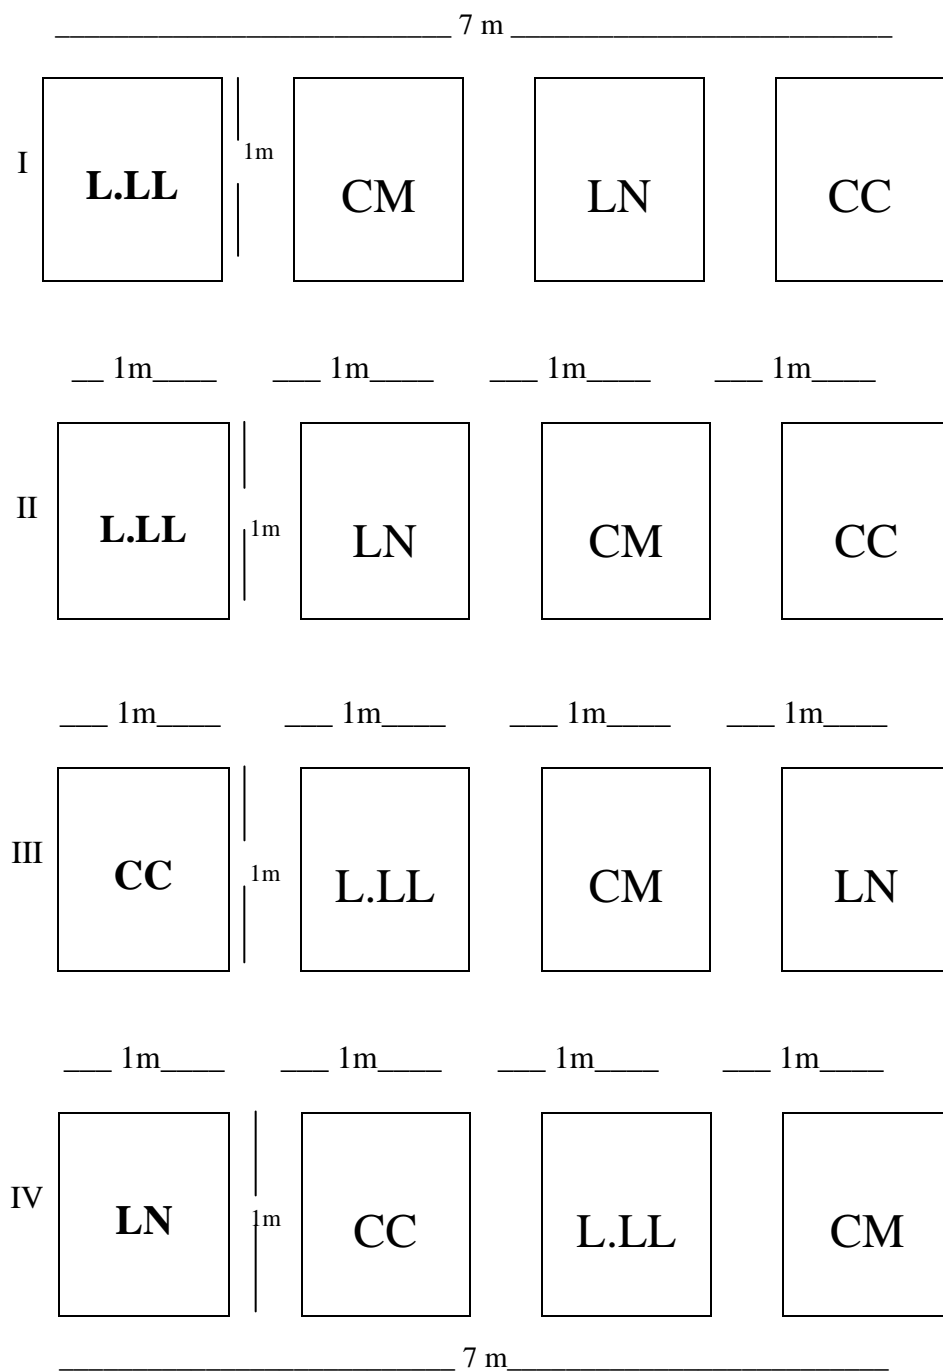 7 m
I L.LL 1m CM LN CC
1m 1m 1m 1m
II L.LL 1m LN CM CC
1m 1m 1m 1m
III CC 1m L.LL CM LN
1m 1m 1m 1m
IV LN 1m CC L.LL CM
7 m